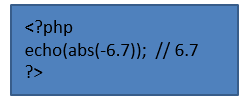 <?php
echo(abs(-6.7));  // 6.7
?>